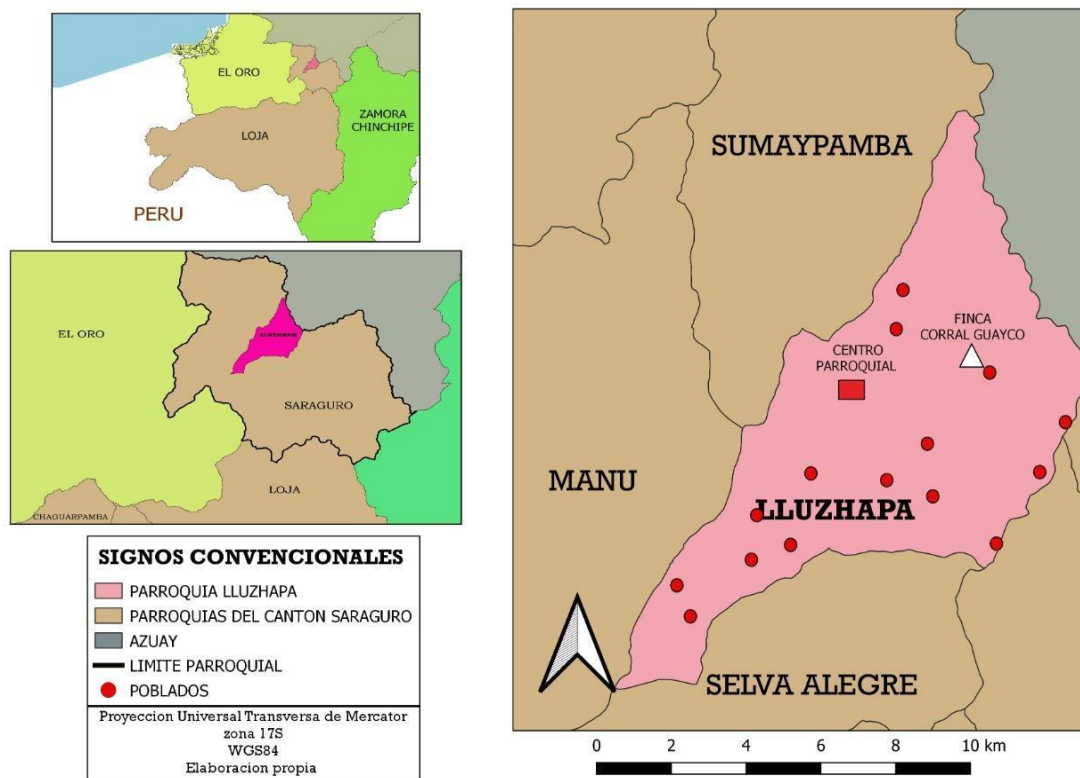 EL ORO
ZAMORA
CHINCHIPE
LOJA
PERU
EL ORO
LLUZHAPA
SARAGURO
LOJA
CHAGUARPAMBA
SIGNOS CONVENCIONALES
PARROQUIA LLUZHAPA
PARROQUIAS DEL CANTON SARAGURO
AZUAY
LIMITE PARROQUIAL
POBLADOS
Proyeccion Universal Transversa de Mercator
zona 17S
WGS84
Elaboracion propia
SUMAYPAMBA
FINCA
CORRAL GUAYCO
CENTRO
PARROQUIAL
MANU
LLUZHAPA
SELVA ALEGRE
0 2 4 6 8 10 km